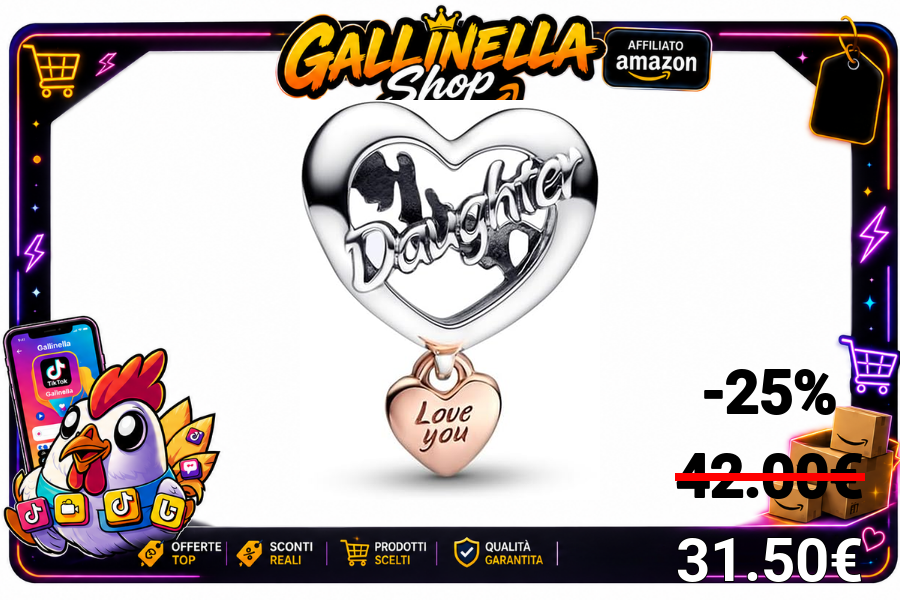 GALLINELLA
Shop
AFFILIATO
amazon
Daughter
Love
you
Gallinella
TikTok
Gallinella
-25%
42.00€
31.50€
OFFERTE
TOP
SCONTI
REALI
PRODOTTI
SCELTI
QUALITÀ
GARANTITA